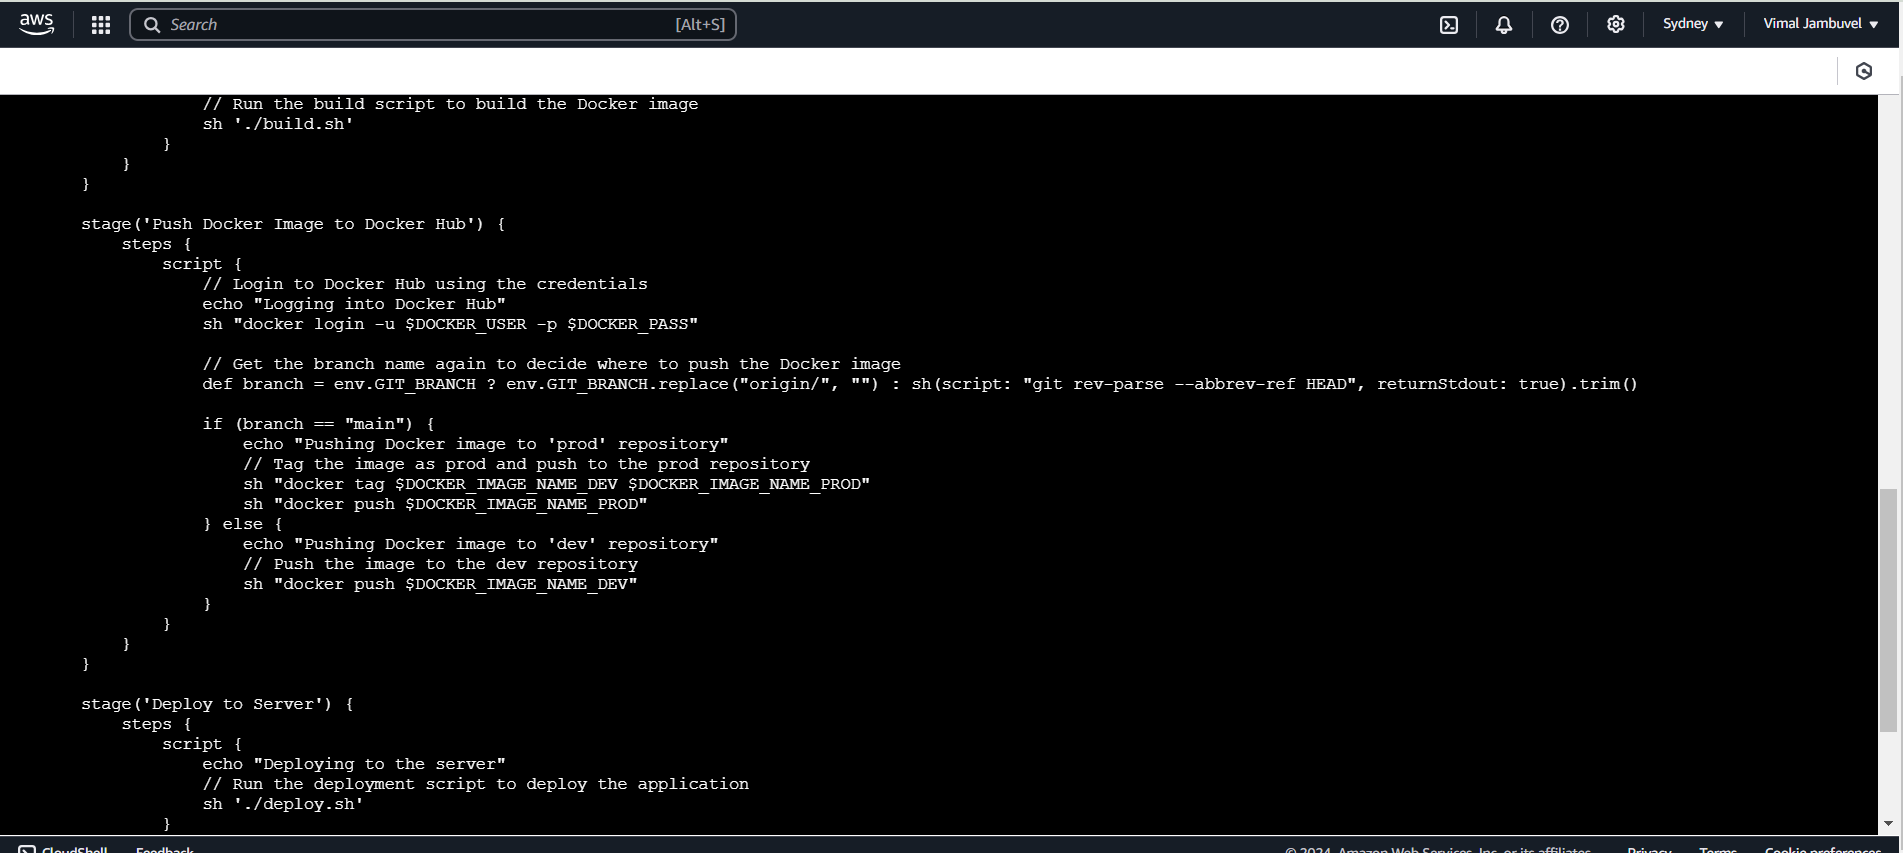 aws
Search [Alt+S]
Sydney
Vimal Jambuvel
// Run the build script to build the Docker image
sh './build.sh'
}
}
}
stage('Push Docker Image to Docker Hub') {
steps {
script {
// Login to Docker Hub using the credentials
echo "Logging into Docker Hub"
sh "docker login -u $DOCKER_USER -p $DOCKER_PASS"
// Get the branch name again to decide where to push the Docker image
def branch = env.GIT_BRANCH ? env.GIT_BRANCH.replace("origin/", "") : sh(script: "git rev-parse --abbrev-ref HEAD", returnStdout: true).trim()
if (branch == "main") {
echo "Pushing Docker image to 'prod' repository"
// Tag the image as prod and push to the prod repository
sh "docker tag $DOCKER_IMAGE_NAME_DEV $DOCKER_IMAGE_NAME_PROD"
sh "docker push $DOCKER_IMAGE_NAME_PROD"
} else {
echo "Pushing Docker image to 'dev' repository"
// Push the image to the dev repository
sh "docker push $DOCKER_IMAGE_NAME_DEV"
}
}
}
}
stage('Deploy to Server') {
steps {
script {
echo "Deploying to the server"
// Run the deployment script to deploy the application
sh './deploy.sh'
}
CloudShell Feedback © 2024, Amazon Web Services, Inc. or its affiliates. Privacy Terms Cookie preferences